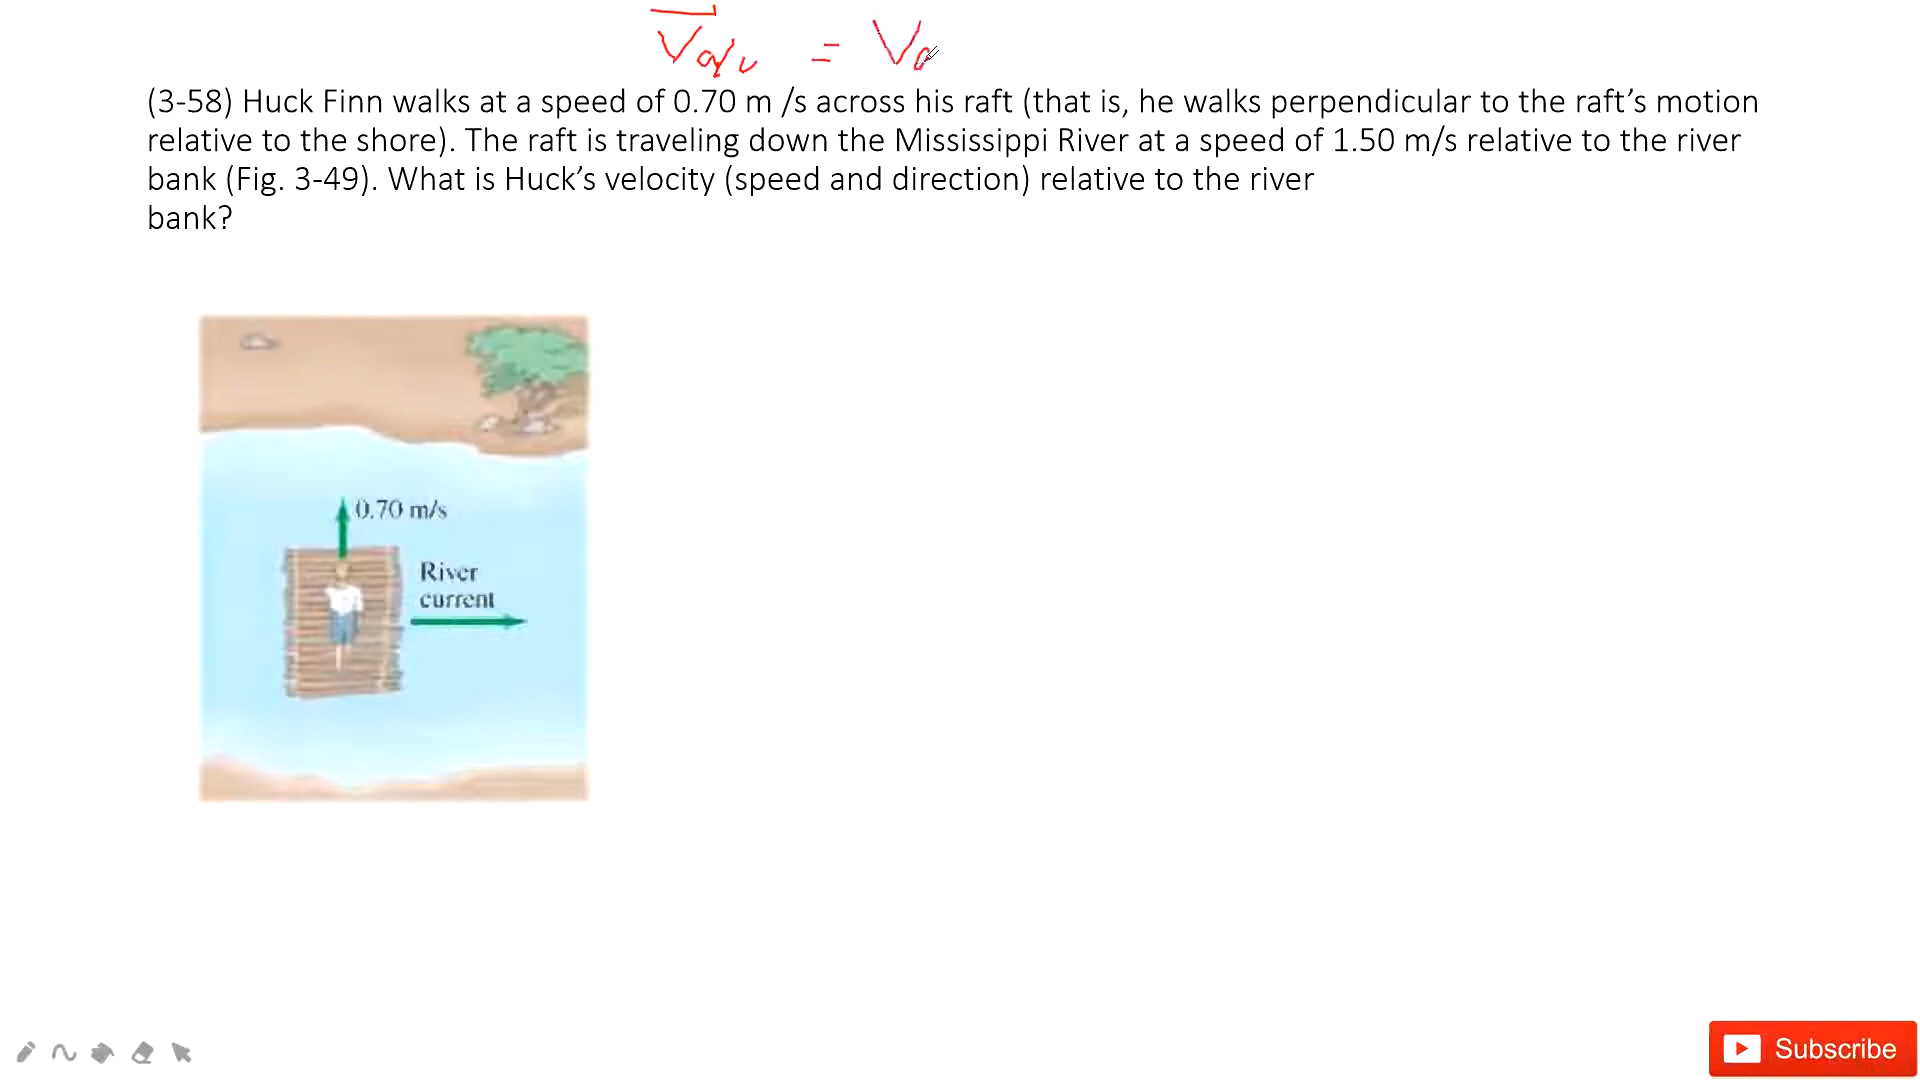 V a/v = Va
(3-58) Huck Finn walks at a speed of 0.70 m /s across his raft (that is, he walks perpendicular to the raft’s motion
relative to the shore). The raft is traveling down the Mississippi River at a speed of 1.50 m/s relative to the river
bank (Fig. 3-49). What is Huck’s velocity (speed and direction) relative to the river
bank?
0.70 m/s
River
current
Subscribe